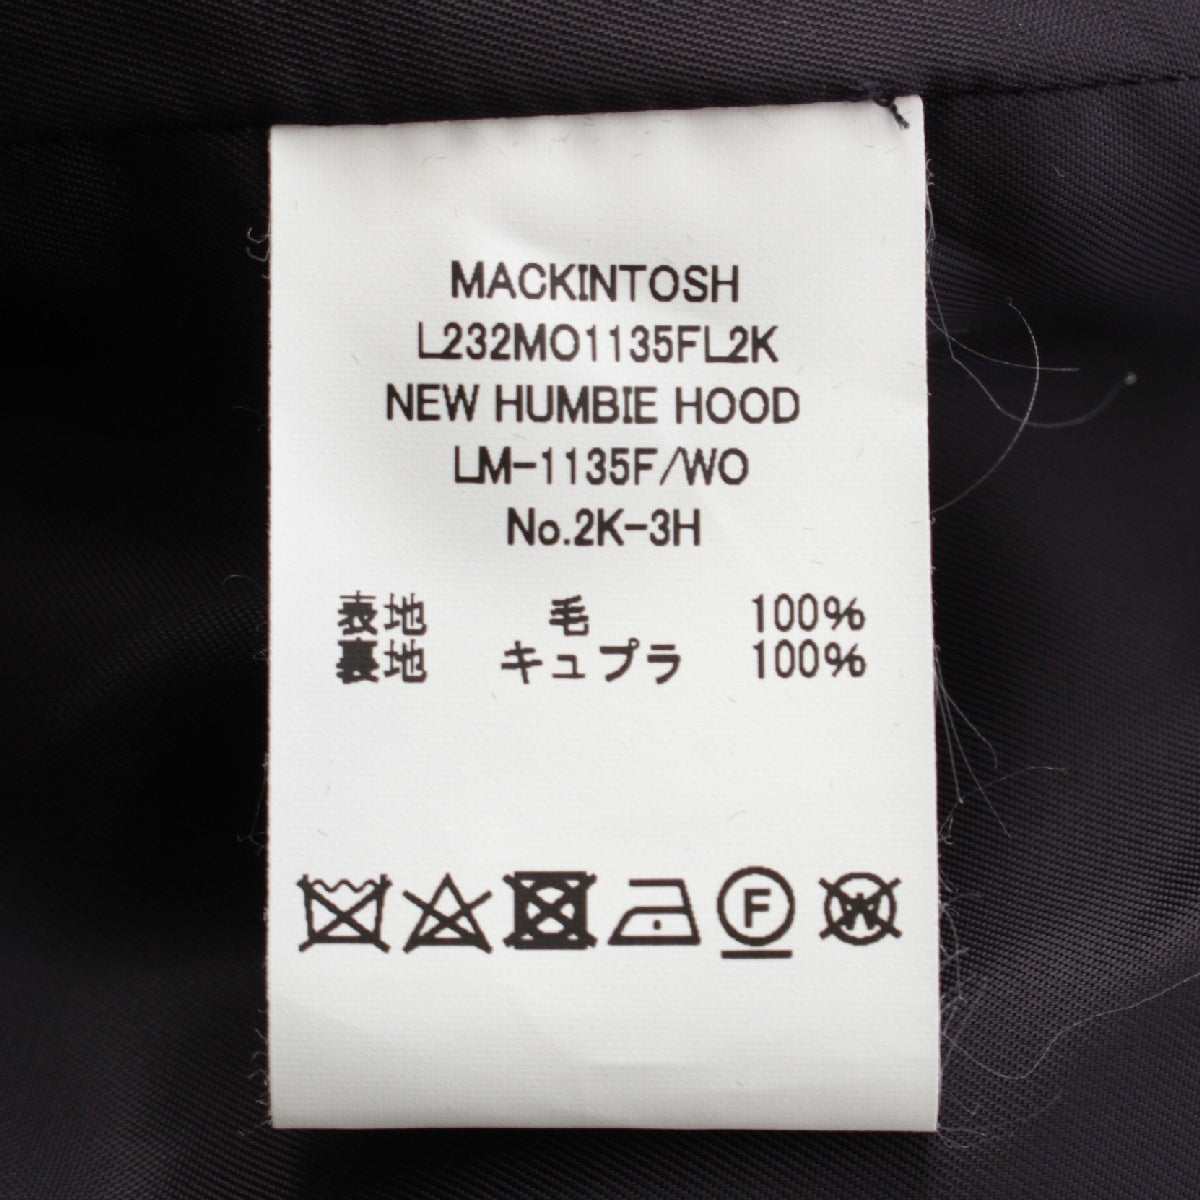 MACKINTOSH
L232MO1135FL2K
NEW HUMBIE HOOD
LM-1135F/WO
No.2K-3H
表地 毛 100%
裏地 キュプラ 100%
F W